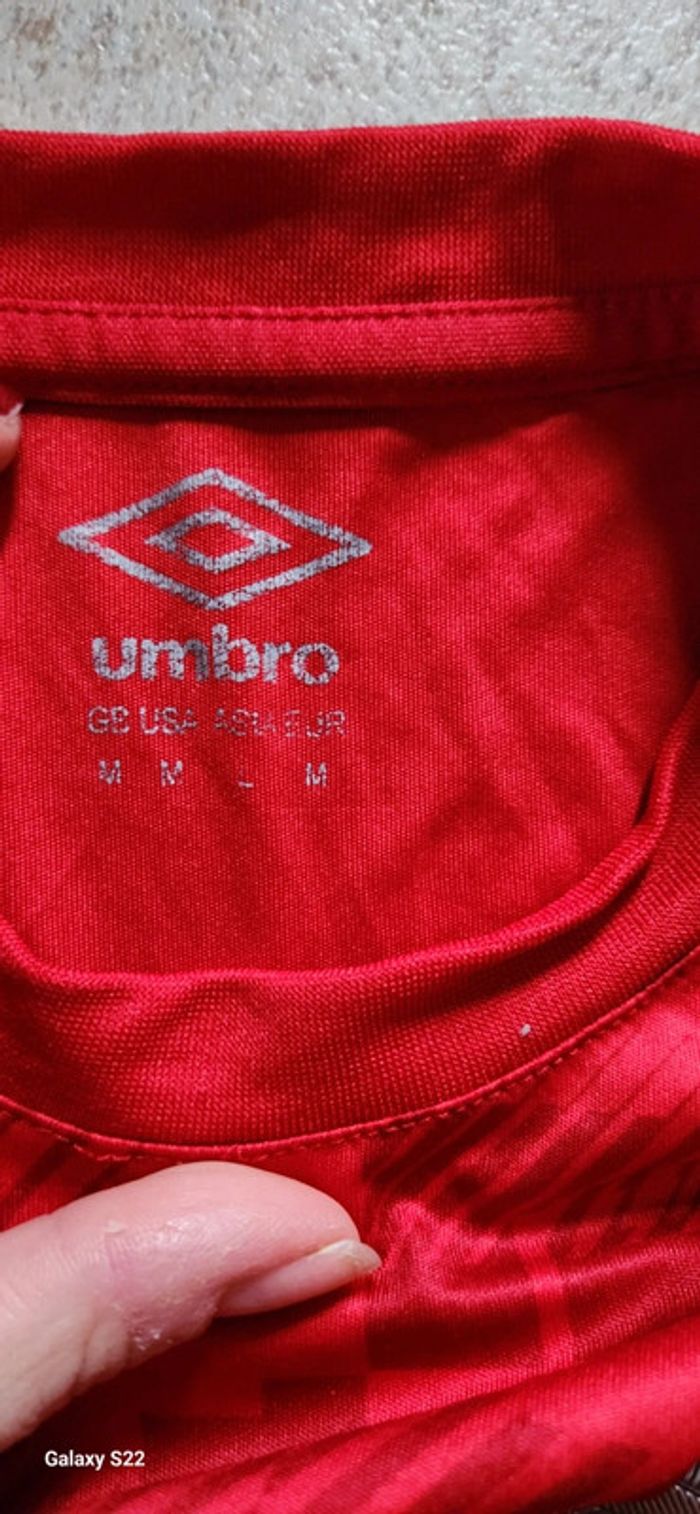 umbro
GB USA ASIA EUR
M M L M
Galaxy S22